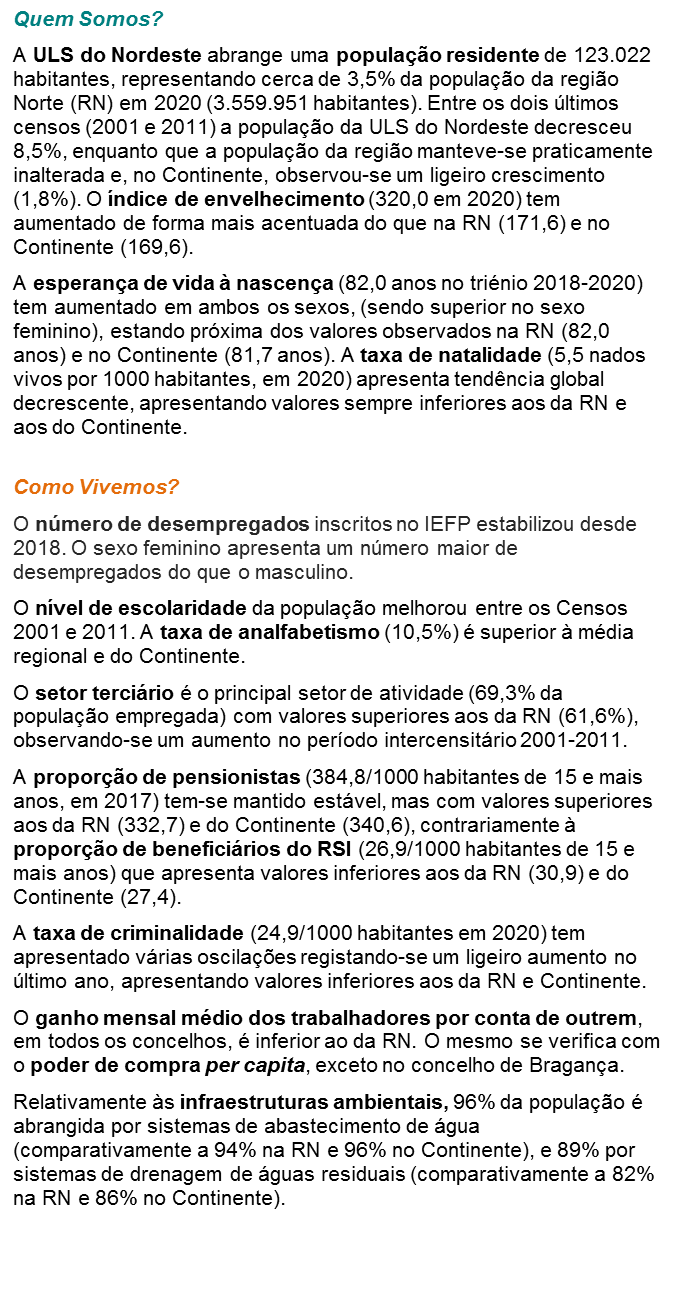 Quem Somos?
A ULS do Nordeste abrange uma população residente de 123.022
habitantes, representando cerca de 3,5% da população da região
Norte (RN) em 2020 (3.559.951 habitantes). Entre os dois últimos
censos (2001 e 2011) a população da ULS do Nordeste decresceu
8,5%, enquanto que a população da região manteve-se praticamente
inalterada e, no Continente, observou-se um ligeiro crescimento
(1,8%). O índice de envelhecimento (320,0 em 2020) tem
aumentado de forma mais acentuada do que na RN (171,6) e no
Continente (169,6).
A esperança de vida à nascença (82,0 anos no triénio 2018-2020)
tem aumentado em ambos os sexos, (sendo superior no sexo
feminino), estando próxima dos valores observados na RN (82,0
anos) e no Continente (81,7 anos). A taxa de natalidade (5,5 nados
vivos por 1000 habitantes, em 2020) apresenta tendência global
decrescente, apresentando valores sempre inferiores aos da RN e
aos do Continente.
Como Vivemos?
O número de desempregados inscritos no IEFP estabilizou desde
2018. O sexo feminino apresenta um número maior de
desempregados do que o masculino.
O nível de escolaridade da população melhorou entre os Censos
2001 e 2011. A taxa de analfabetismo (10,5%) é superior à média
regional e do Continente.
O setor terciário é o principal setor de atividade (69,3% da
população empregada) com valores superiores aos da RN (61,6%),
observando-se um aumento no período intercensitário 2001-2011.
A proporção de pensionistas (384,8/1000 habitantes de 15 e mais
anos, em 2017) tem-se mantido estável, mas com valores superiores
aos da RN (332,7) e do Continente (340,6), contrariamente à
proporção de beneficiários do RSI (26,9/1000 habitantes de 15 e
mais anos) que apresenta valores inferiores aos da RN (30,9) e do
Continente (27,4).
A taxa de criminalidade (24,9/1000 habitantes em 2020) tem
apresentado várias oscilações registando-se um ligeiro aumento no
último ano, apresentando valores inferiores aos da RN e Continente.
O ganho mensal médio dos trabalhadores por conta de outrem,
em todos os concelhos, é inferior ao da RN. O mesmo se verifica com
o poder de compra per capita, exceto no concelho de Bragança.
Relativamente às infraestruturas ambientais, 96% da população é
abrangida por sistemas de abastecimento de água
(comparativamente a 94% na RN e 96% no Continente), e 89% por
sistemas de drenagem de águas residuais (comparativamente a 82%
na RN e 86% no Continente).